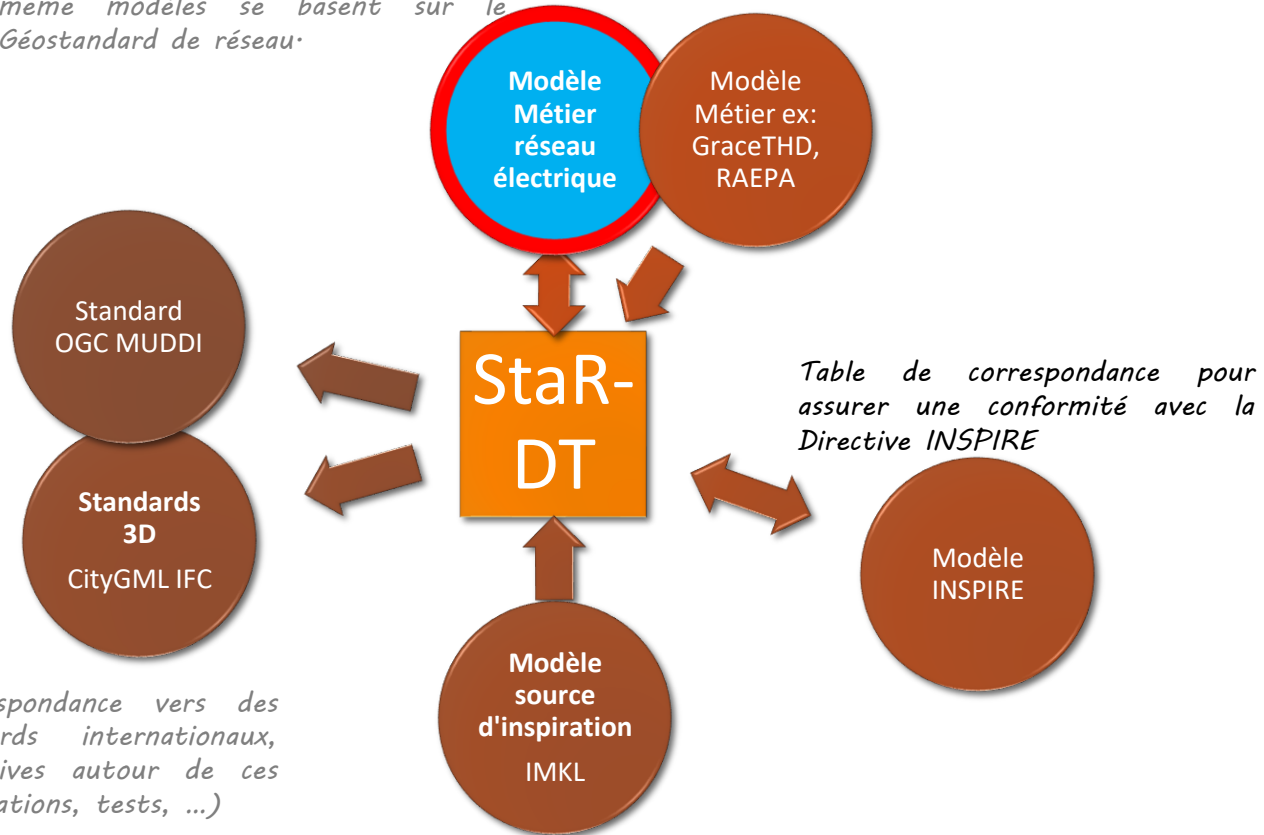 même modèles se basent sur le
Géostandard de réseau.
Modèle
Métier
réseau
électrique
Modèle
Métier ex:
GraceTHD,
RAEPA
Standard
OGC MUDDI
StaR-
DT
Table de correspondance pour
assurer une conformité avec la
Directive INSPIRE
Standards
3D
CityGML IFC
Modèle
INSPIRE
Modèle
source
d'inspiration
IMKL
spondance vers des
rds internationaux,
ives autour de ces
ations, tests, ...)